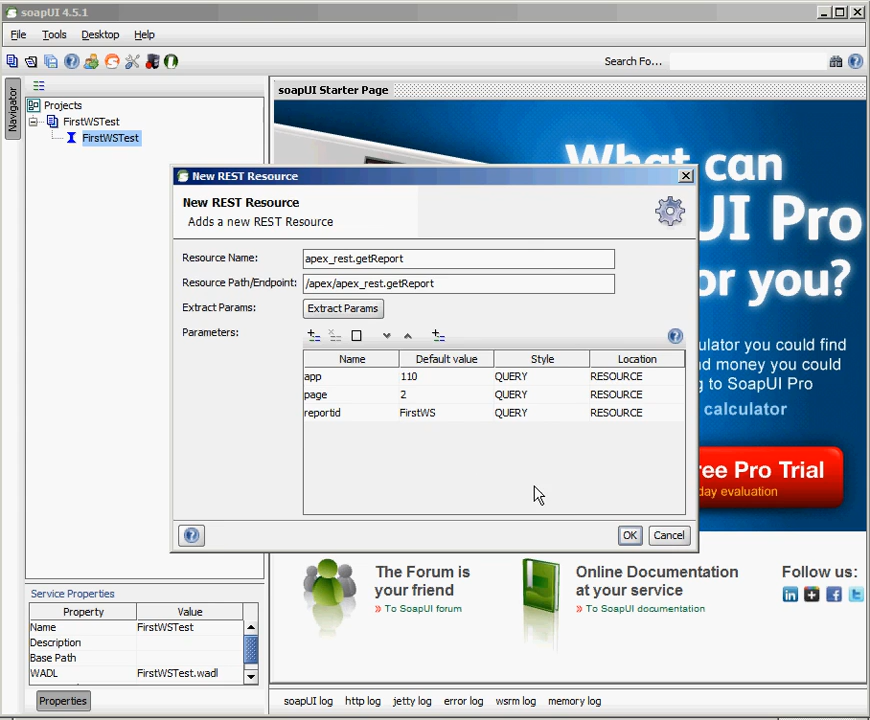 soapUI 4.5.1
File Tools Desktop Help
Search Fo...
Navigator
Projects
FirstWSTest
FirstWSTest
soapUI Starter Page
What can
UI Pro
or you?
ulator you could find
d money you could
g to SoapUI Pro
calculator
ree Pro Trial
day evaluation
New REST Resource
New REST Resource
Adds a new REST Resource
Resource Name: apex_rest.getReport
Resource Path/Endpoint: /apex/apex_rest.getReport
Extract Params: Extract Params
Parameters:
Name Default value Style Location
app 110 QUERY RESOURCE
page 2 QUERY RESOURCE
reportid FirstWS QUERY RESOURCE
OK Cancel
The Forum is
your friend
» To SoapUI forum
Online Documentation
at your service
» To SoapUI documentation
Follow us:
Service Properties
Property Value
Name FirstWSTest
Description
Base Path
WADL FirstWSTest.wadl
Properties
soapUI log http log jetty log error log wsrm log memory log